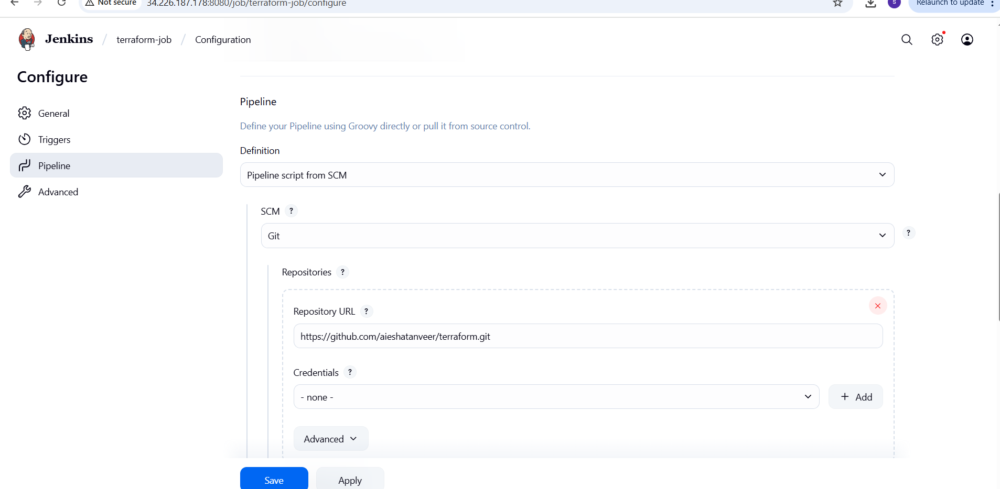 Not secure 34.226.187.178:8080/job/terraform-job/configure S Relaunch to update
Jenkins / terraform-job / Configuration
Configure
General
Triggers
Pipeline
Advanced
Pipeline
Define your Pipeline using Groovy directly or pull it from source control.
Definition
Pipeline script from SCM
SCM ?
Git
?
Repositories ?
Repository URL ?
https://github.com/aieshatanveer/terraform.git
Credentials ?
- none -
+ Add
Advanced
Save Apply